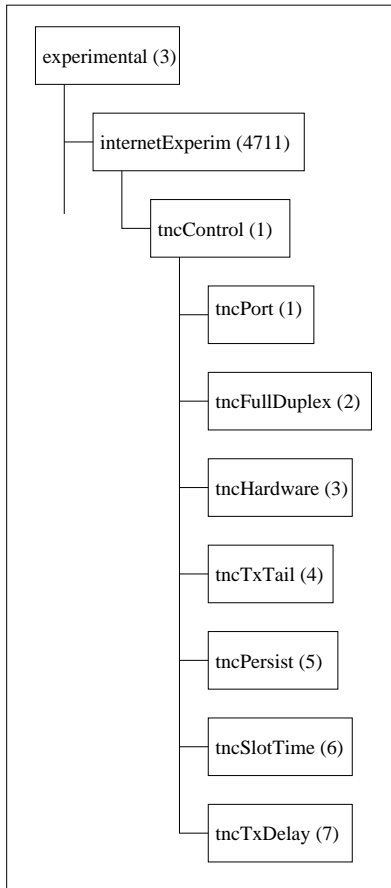 experimental (3)
internetExperim (4711)
tncControl (1)
tncPort (1)
tncFullDuplex (2)
tncHardware (3)
tncTxTail (4)
tncPersist (5)
tncSlotTime (6)
tncTxDelay (7)